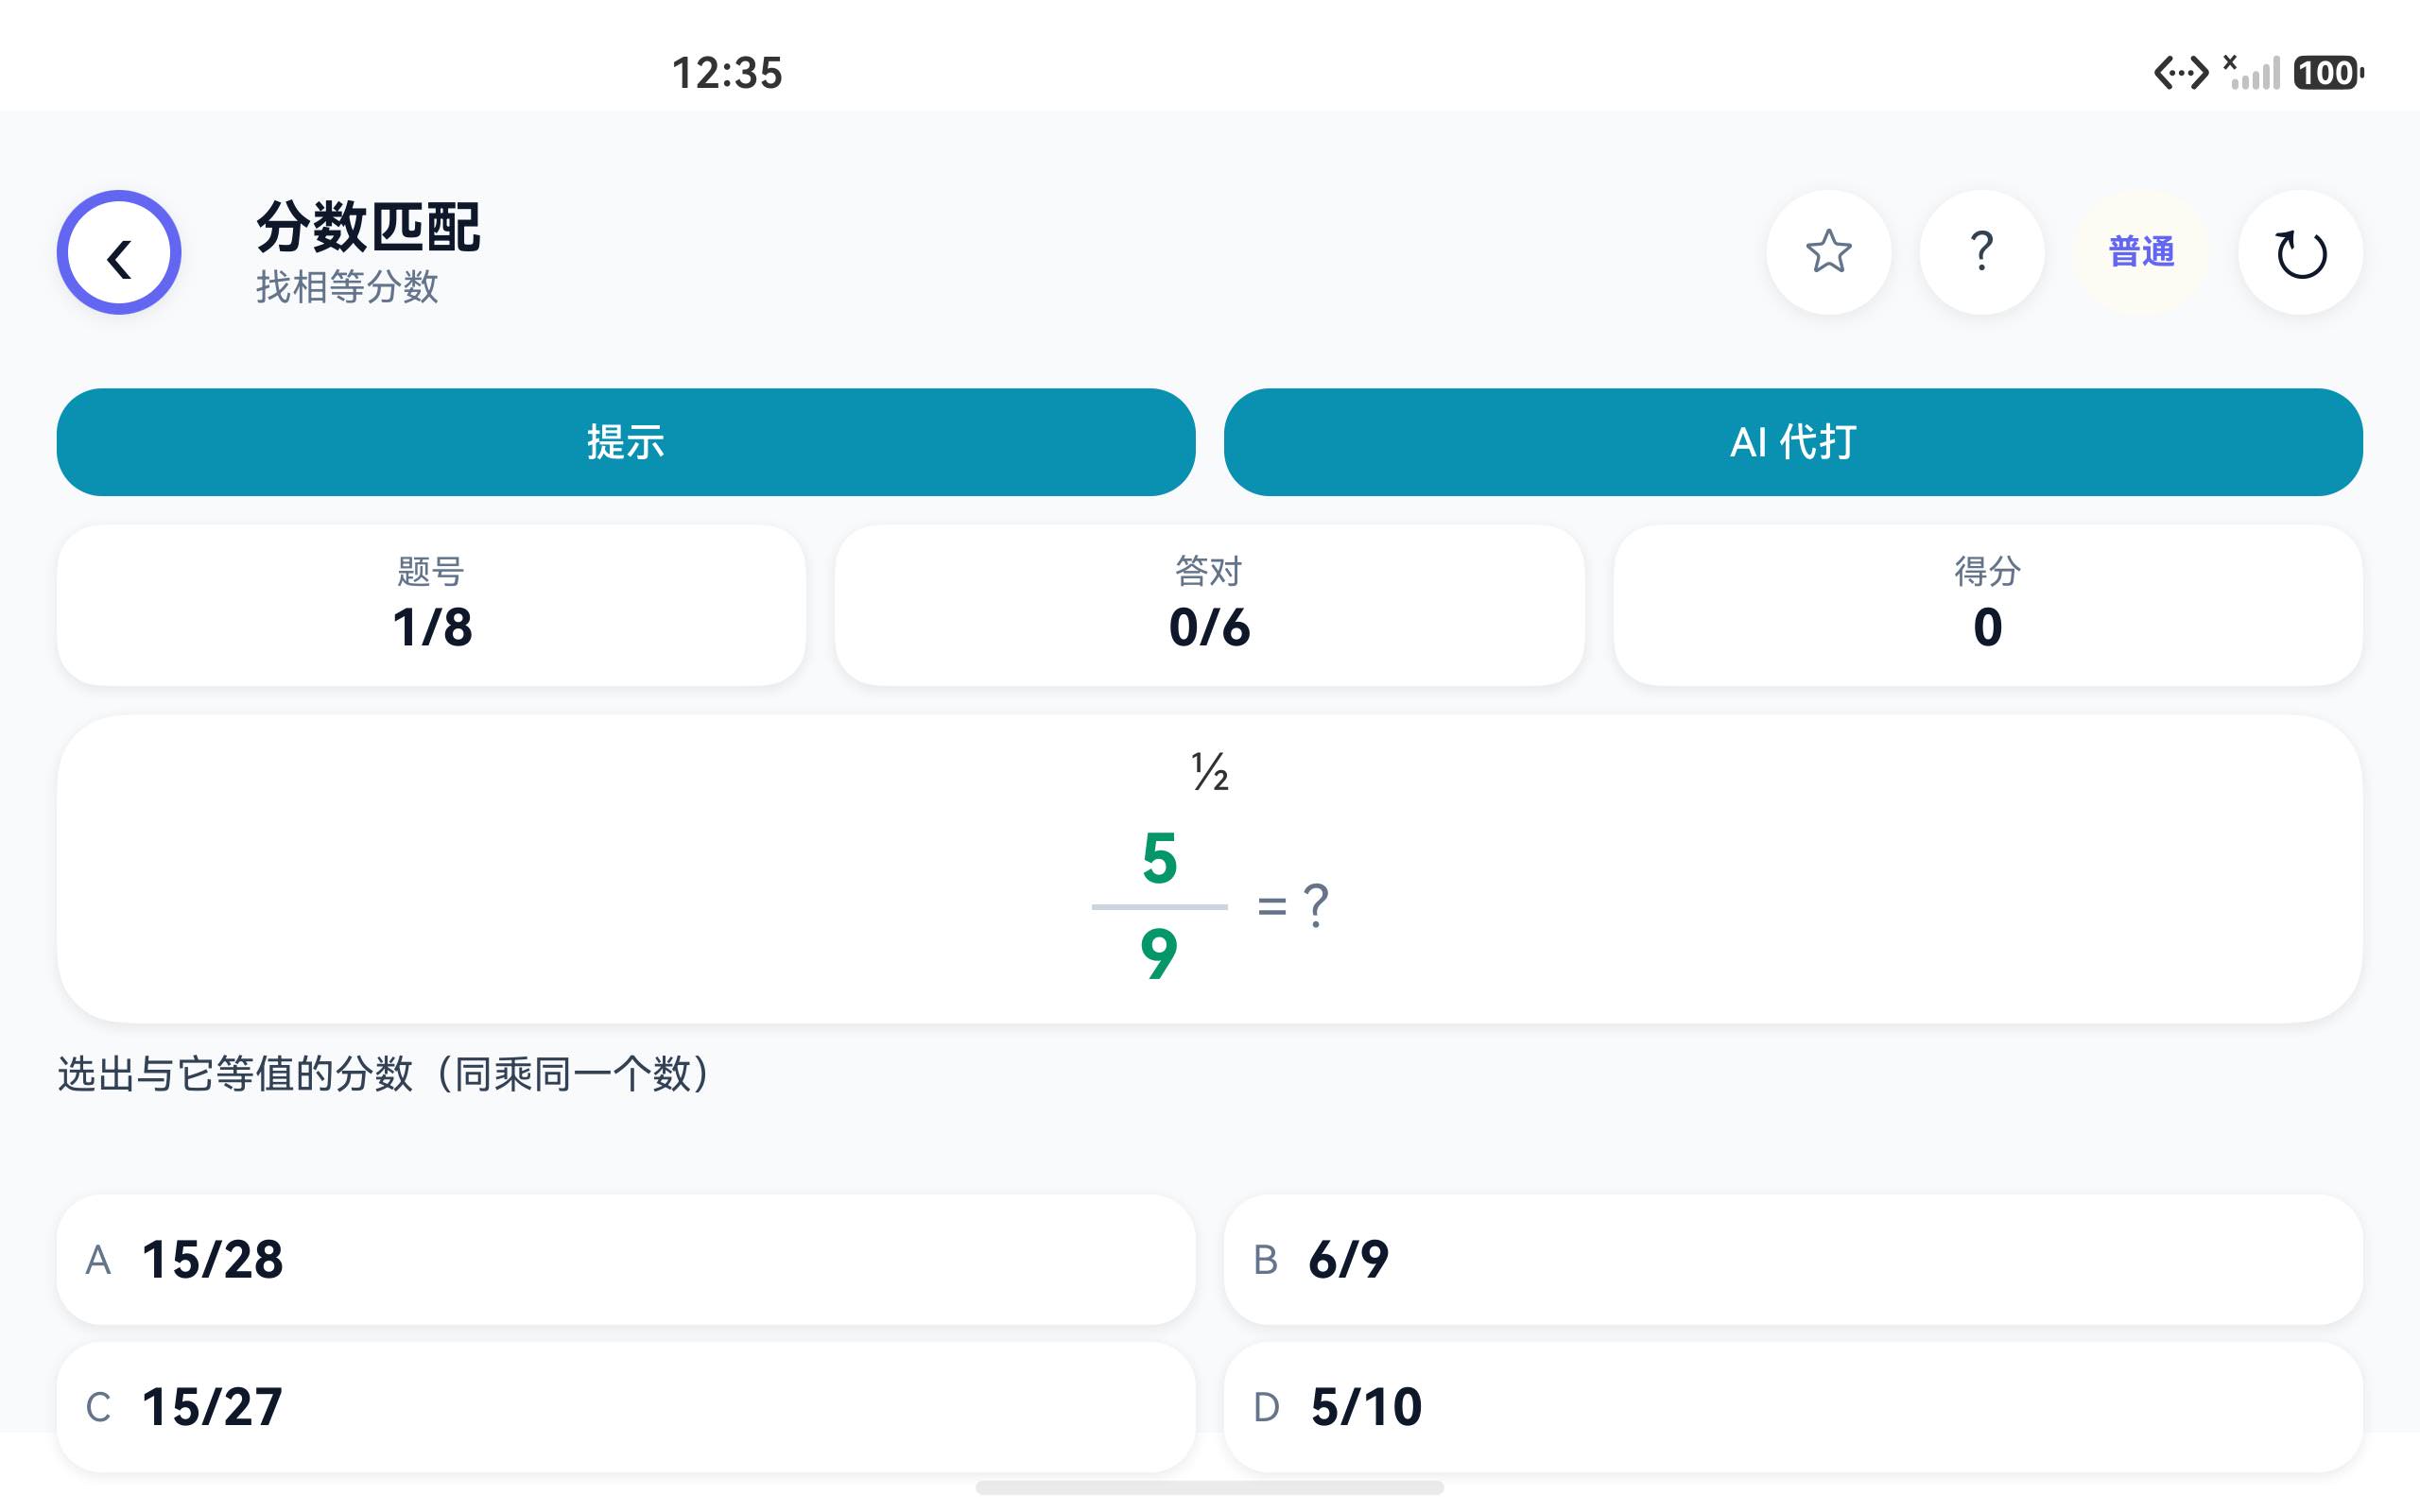 12:35
100
分数匹配
找相等分数
?
普通
提示
AI 代打
题号
1/8
答对
0/6
得分
0
½
5
9
= ?
选出与它等值的分数（同乘同一个数）
A 15/28
B 6/9
C 15/27
D 5/10